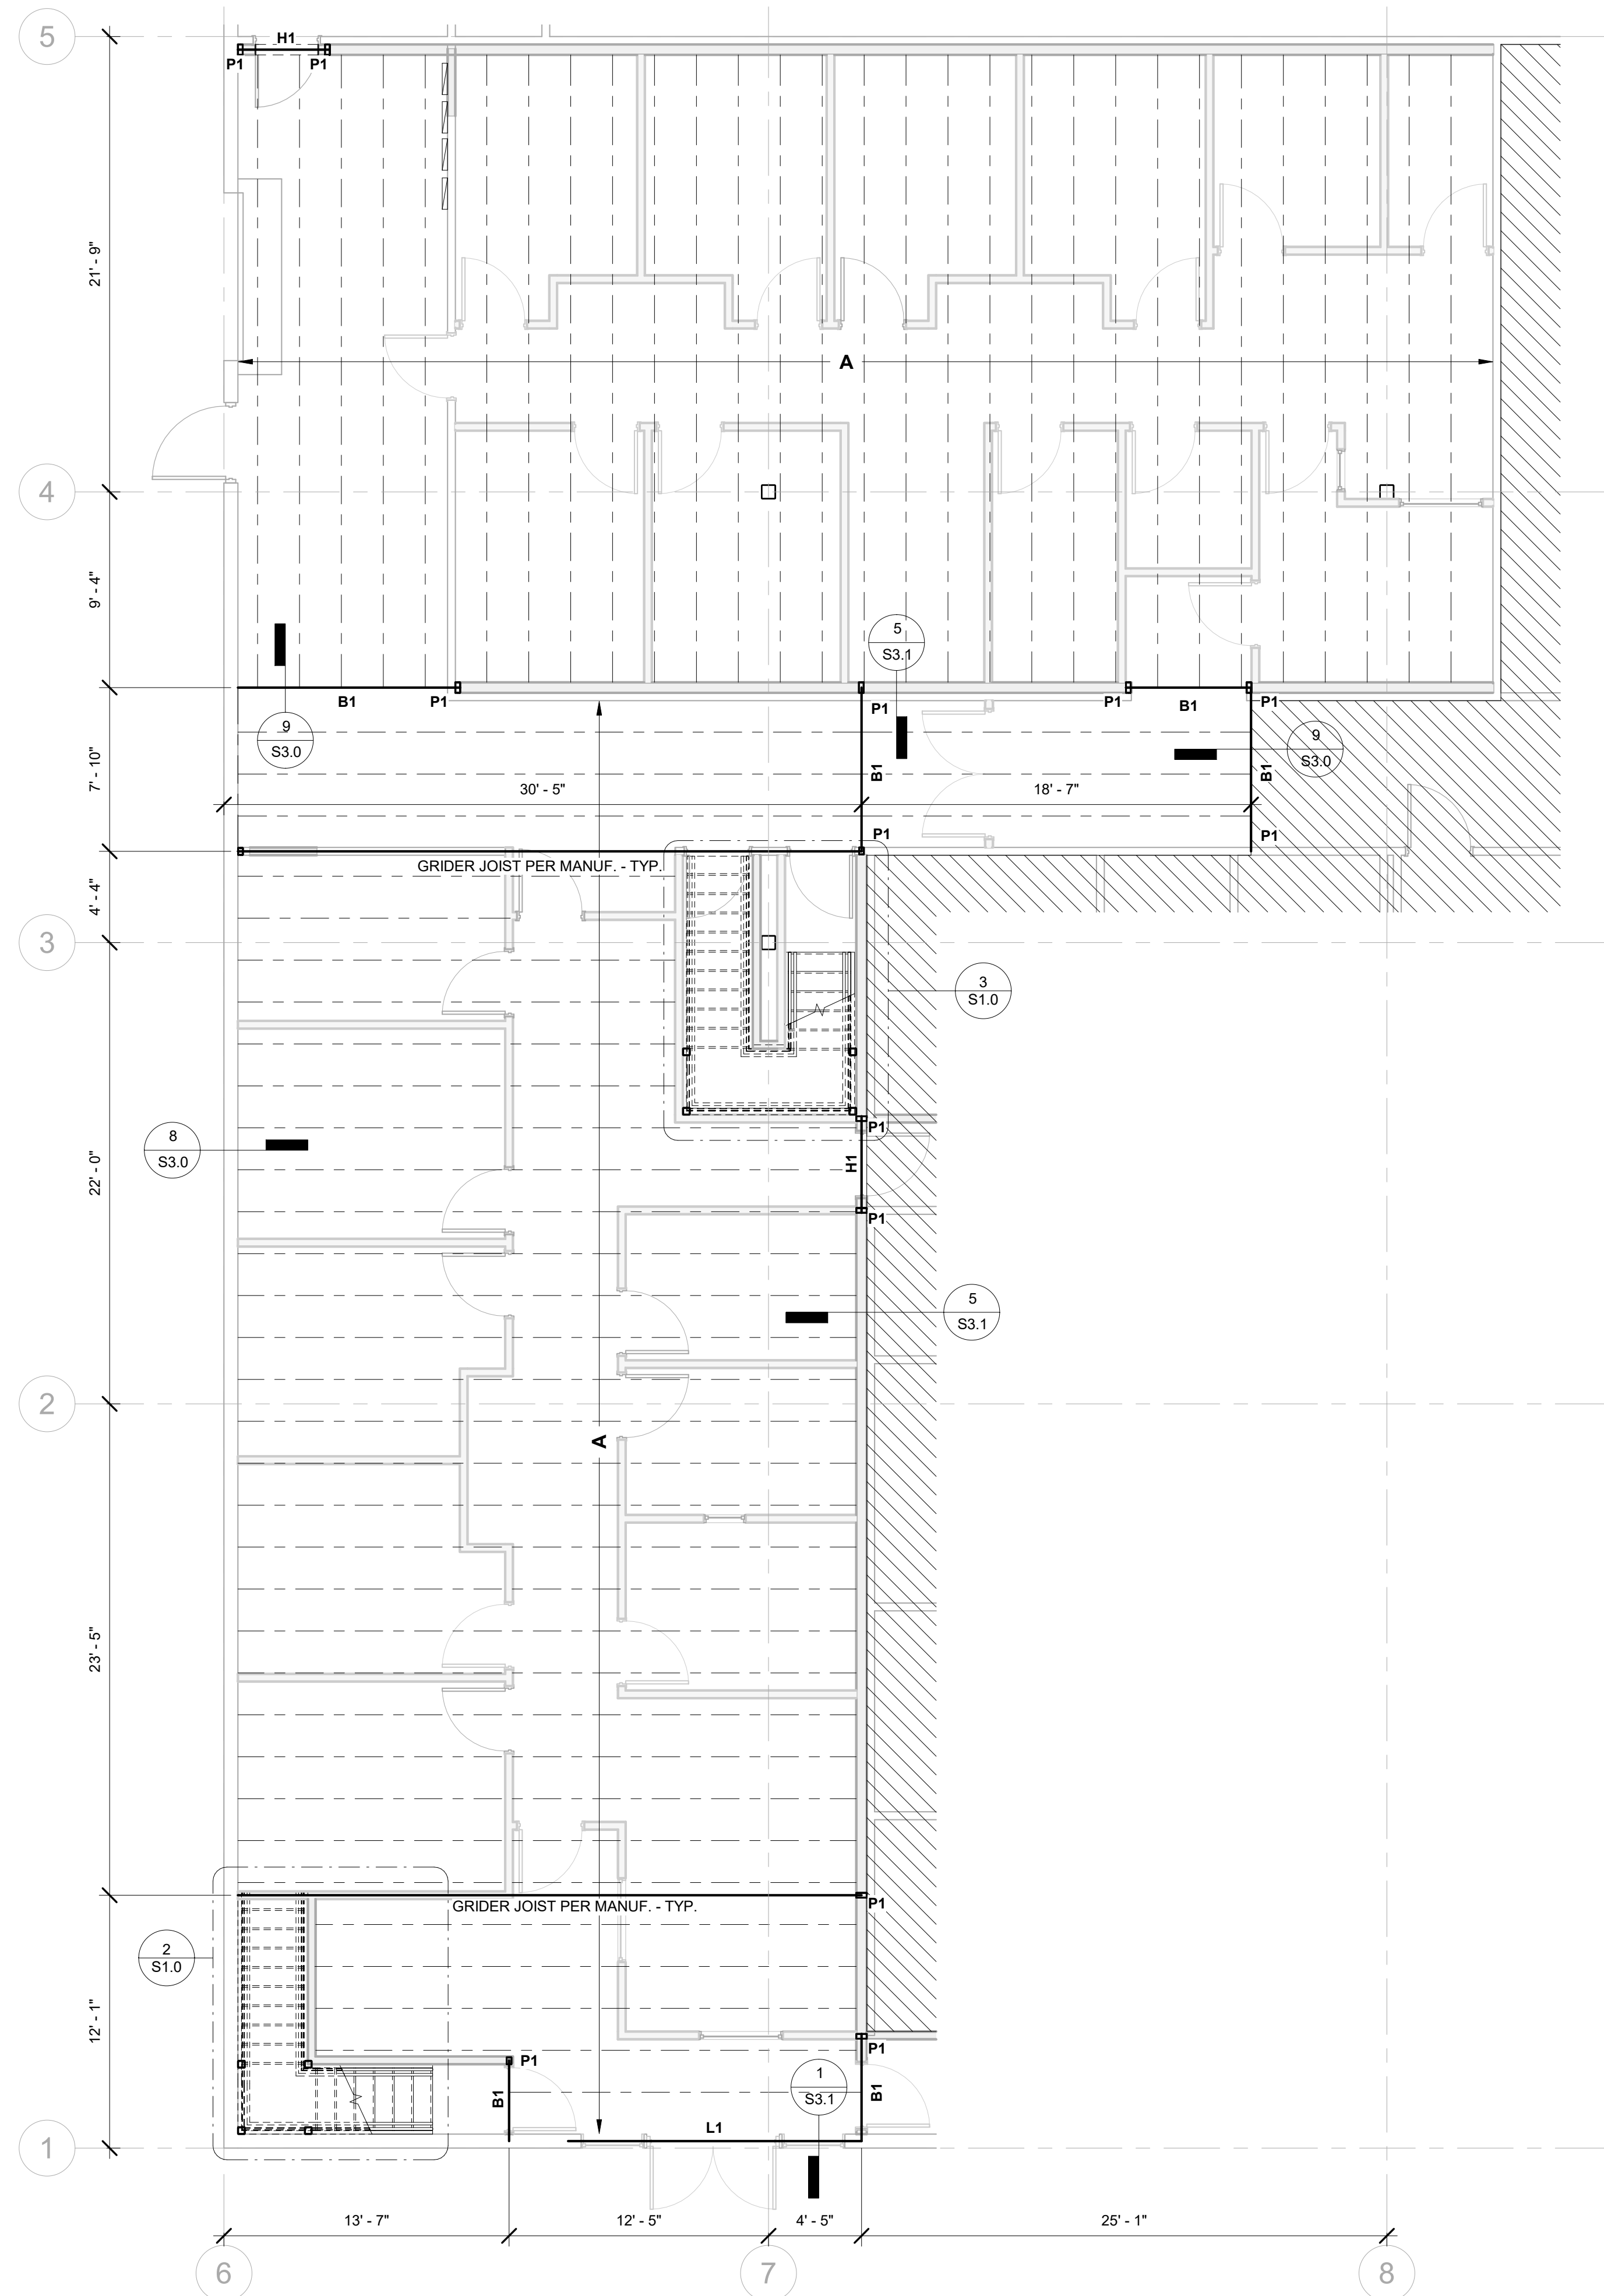 5
H1
P1
P1
21' - 9"
A
4
9' - 4"
5
S3.1
B1
P1
P1
P1
B1
P1
9
S3.0
9
S3.0
7' - 10"
B1
B1
30' - 5"
18' - 7"
P1
P1
GRIDER JOIST PER MANUF. - TYP.
4' - 4"
3
3
S1.0
8
S3.0
P1
22' - 0"
H1
P1
5
S3.1
2
A
23' - 5"
GRIDER JOIST PER MANUF. - TYP.
P1
2
S1.0
12' - 1"
P1
P1
1
S3.1
B1
B1
L1
1
13' - 7"
12' - 5"
4' - 5"
25' - 1"
6
7
8